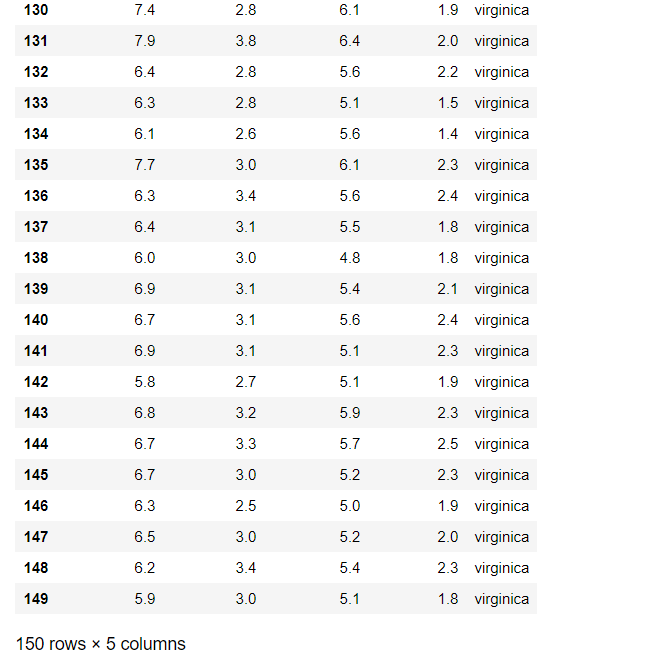 130 7.4 2.8 6.1 1.9 virginica
131 7.9 3.8 6.4 2.0 virginica
132 6.4 2.8 5.6 2.2 virginica
133 6.3 2.8 5.1 1.5 virginica
134 6.1 2.6 5.6 1.4 virginica
135 7.7 3.0 6.1 2.3 virginica
136 6.3 3.4 5.6 2.4 virginica
137 6.4 3.1 5.5 1.8 virginica
138 6.0 3.0 4.8 1.8 virginica
139 6.9 3.1 5.4 2.1 virginica
140 6.7 3.1 5.6 2.4 virginica
141 6.9 3.1 5.1 2.3 virginica
142 5.8 2.7 5.1 1.9 virginica
143 6.8 3.2 5.9 2.3 virginica
144 6.7 3.3 5.7 2.5 virginica
145 6.7 3.0 5.2 2.3 virginica
146 6.3 2.5 5.0 1.9 virginica
147 6.5 3.0 5.2 2.0 virginica
148 6.2 3.4 5.4 2.3 virginica
149 5.9 3.0 5.1 1.8 virginica
150 rows × 5 columns